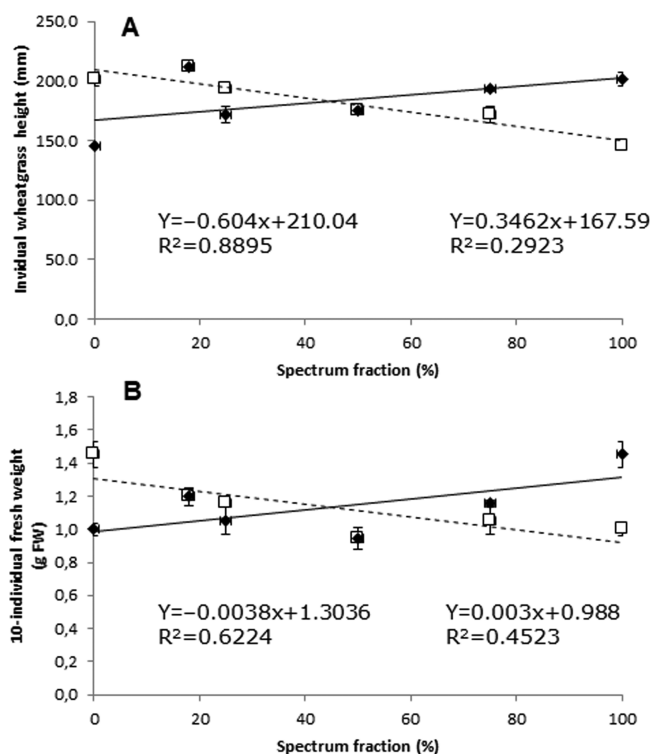 A
Invidual wheatgrass height (mm)
250.0
200.0
150.0
100.0
50.0
0,0
Y=−0.604x+210.04
R²=0.8895
Y=0.3462x+167.59
R²=0.2923
0 20 40 60 80 100
Spectrum fraction (%)
B
10-individual fresh weight
(g FW)
1,8
1,6
1,4
1,2
1,0
0,8
0,6
0,4
0,2
0,0
Y=−0.0038x+1.3036
R²=0.6224
Y=0.003x+0.988
R²=0.4523
0 20 40 60 80 100
Spectrum fraction (%)